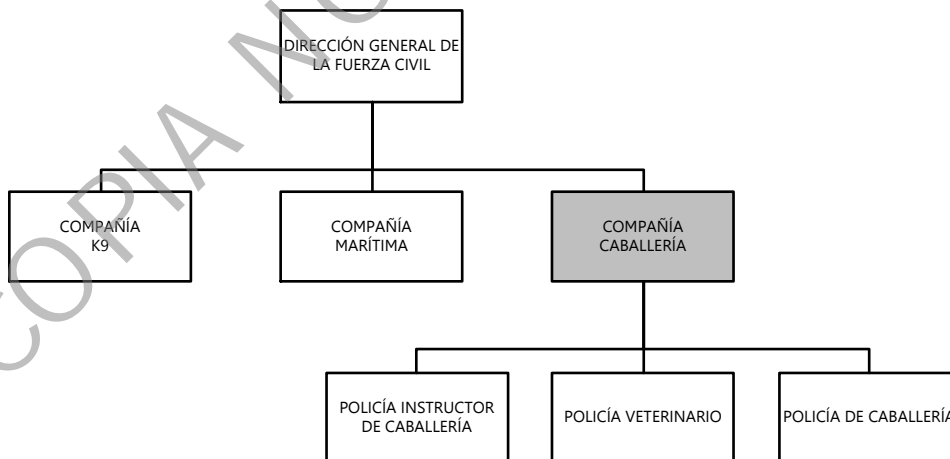 DIRECCIÓN GENERAL DE
LA FUERZA CIVIL
COMPAÑÍA
K9
COMPAÑÍA
MARÍTIMA
COMPAÑÍA
CABALLERÍA
POLICÍA INSTRUCTOR
DE CABALLERÍA
POLICÍA VETERINARIO
POLICÍA DE CABALLERÍA
COPIA